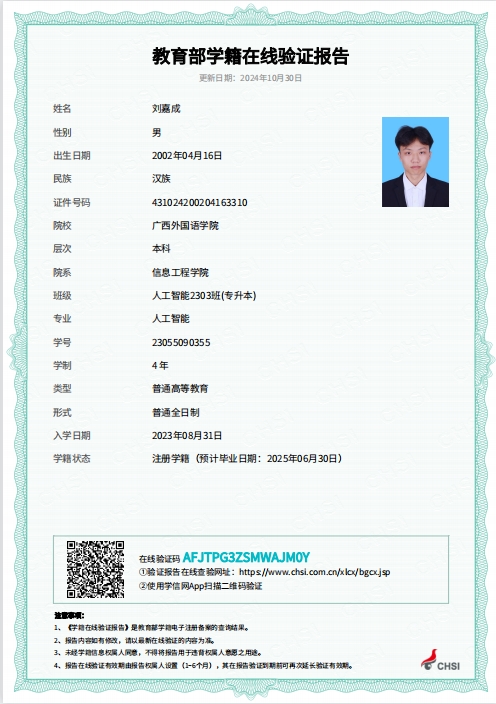 教育部学籍在线验证报告
更新日期：2024年10月30日
姓名 刘嘉成
性别 男
出生日期 2002年04月16日
民族 汉族
证件号码 431024200204163310
院校 广西外国语学院
层次 本科
院系 信息工程学院
班级 人工智能2303班(专升本)
专业 人工智能
学号 23055090355
学制 4 年
类型 普通高等教育
形式 普通全日制
入学日期 2023年08月31日
学籍状态 注册学籍（预计毕业日期：2025年06月30日）
在线验证码 AFJTPG3ZSMWAJM0Y
①验证报告在线查验网址：https://www.chsi.com.cn/xlcx/bgcx.jsp
②使用学信网App扫描二维码验证
注意事项：
1、《学籍在线验证报告》是教育部学籍电子注册备案的查询结果。
2、报告内容如有修改，请以最新在线验证的内容为准。
3、未经学籍信息权属人同意，不得将报告用于违背权属人意愿之用途。
4、报告在线验证有效期由报告权属人设置（1~6个月），其在报告验证到期前可再次延长验证有效期。
CHSI